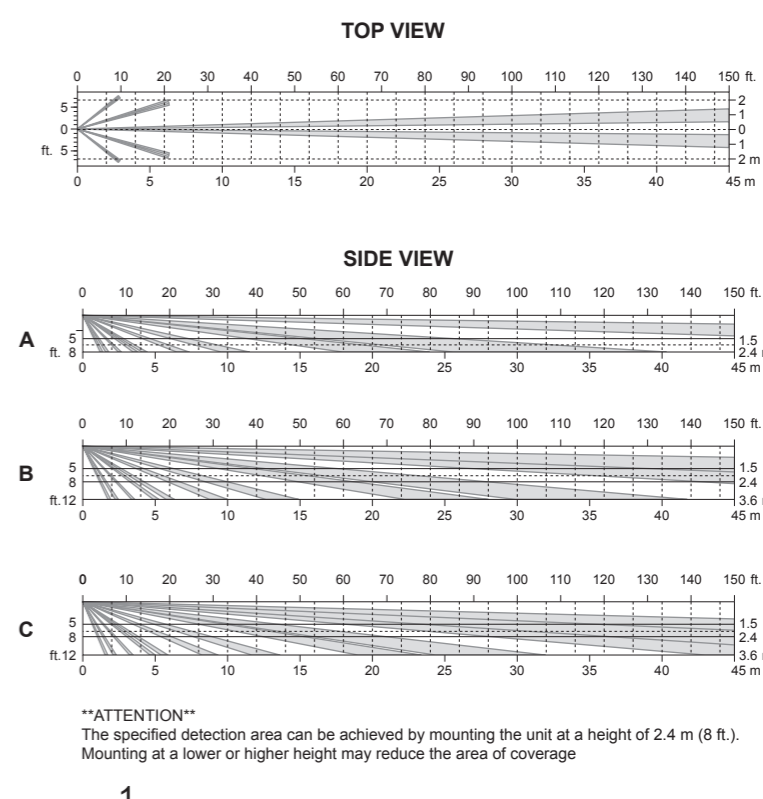 TOP VIEW
0 10 20 30 40 50 60 70 80 90 100 110 120 130 140 150 ft.
5 2
1
0 0
1
ft. 5 2 m
0 5 10 15 20 25 30 35 40 45 m
SIDE VIEW
0 10 20 30 40 50 60 70 80 90 100 110 120 130 140 150 ft.
A
5 1.5
ft. 8 2.4
0 5 10 15 20 25 30 35 40 45 m
0 10 20 30 40 50 60 70 80 90 100 110 120 130 140 150 ft.
B
5 1.5
8 2.4
ft.12 3.6
0 5 10 15 20 25 30 35 40 45 m
0 10 20 30 40 50 60 70 80 90 100 110 120 130 140 150 ft.
C
5 1.5
8 2.4
ft.12 3.6
0 5 10 15 20 25 30 35 40 45 m
**ATTENTION**
The specified detection area can be achieved by mounting the unit at a height of 2.4 m (8 ft.).
Mounting at a lower or higher height may reduce the area of coverage
1